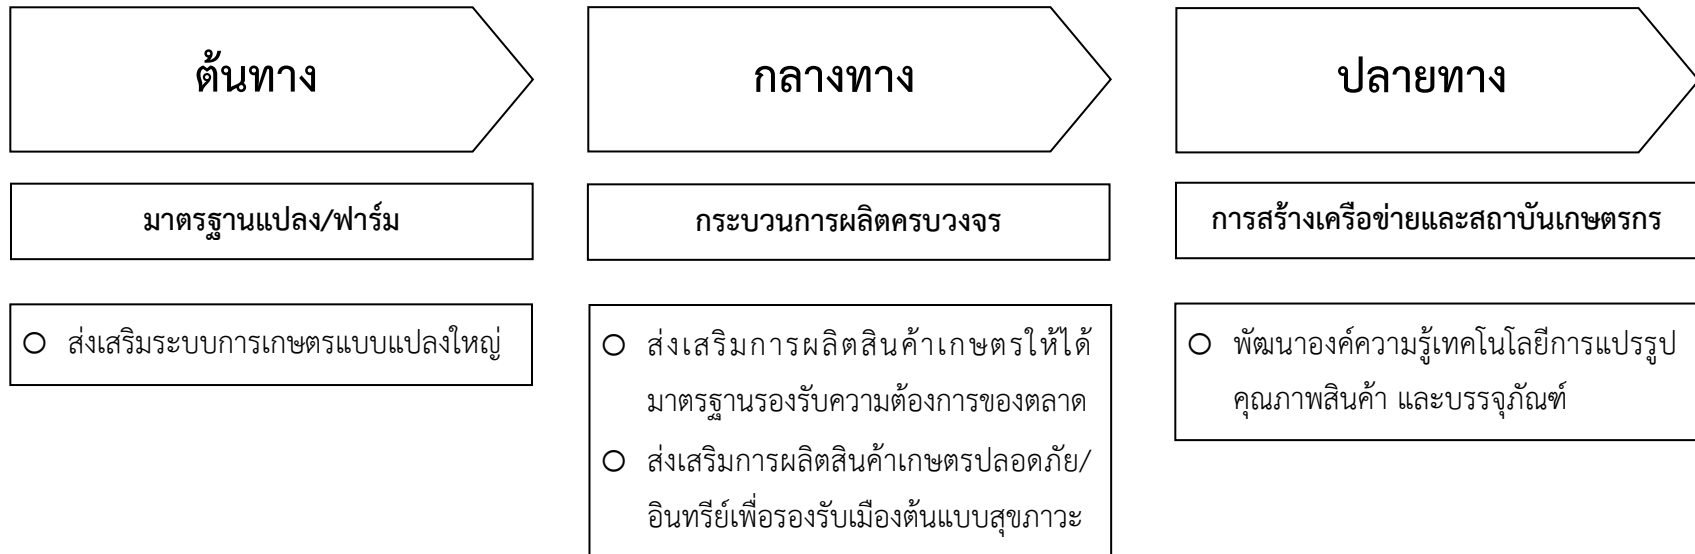 ต้นทาง
กลางทาง
ปลายทาง
มาตรฐานแปลง/ฟาร์ม
กระบวนการผลิตครบวงจร
การสร้างเครือข่ายและสถาบันเกษตรกร
ส่งเสริมระบบการเกษตรแบบแปลงใหญ่
ส่งเสริมการผลิตสินค้าเกษตรให้ได้
มาตรฐานรองรับความต้องการของตลาด
ส่งเสริมการผลิตสินค้าเกษตรปลอดภัย/
อินทรีย์เพื่อรองรับเมืองต้นแบบสุขภาวะ
พัฒนาองค์ความรู้เทคโนโลยีการแปรรูป
คุณภาพสินค้า และบรรจุภัณฑ์